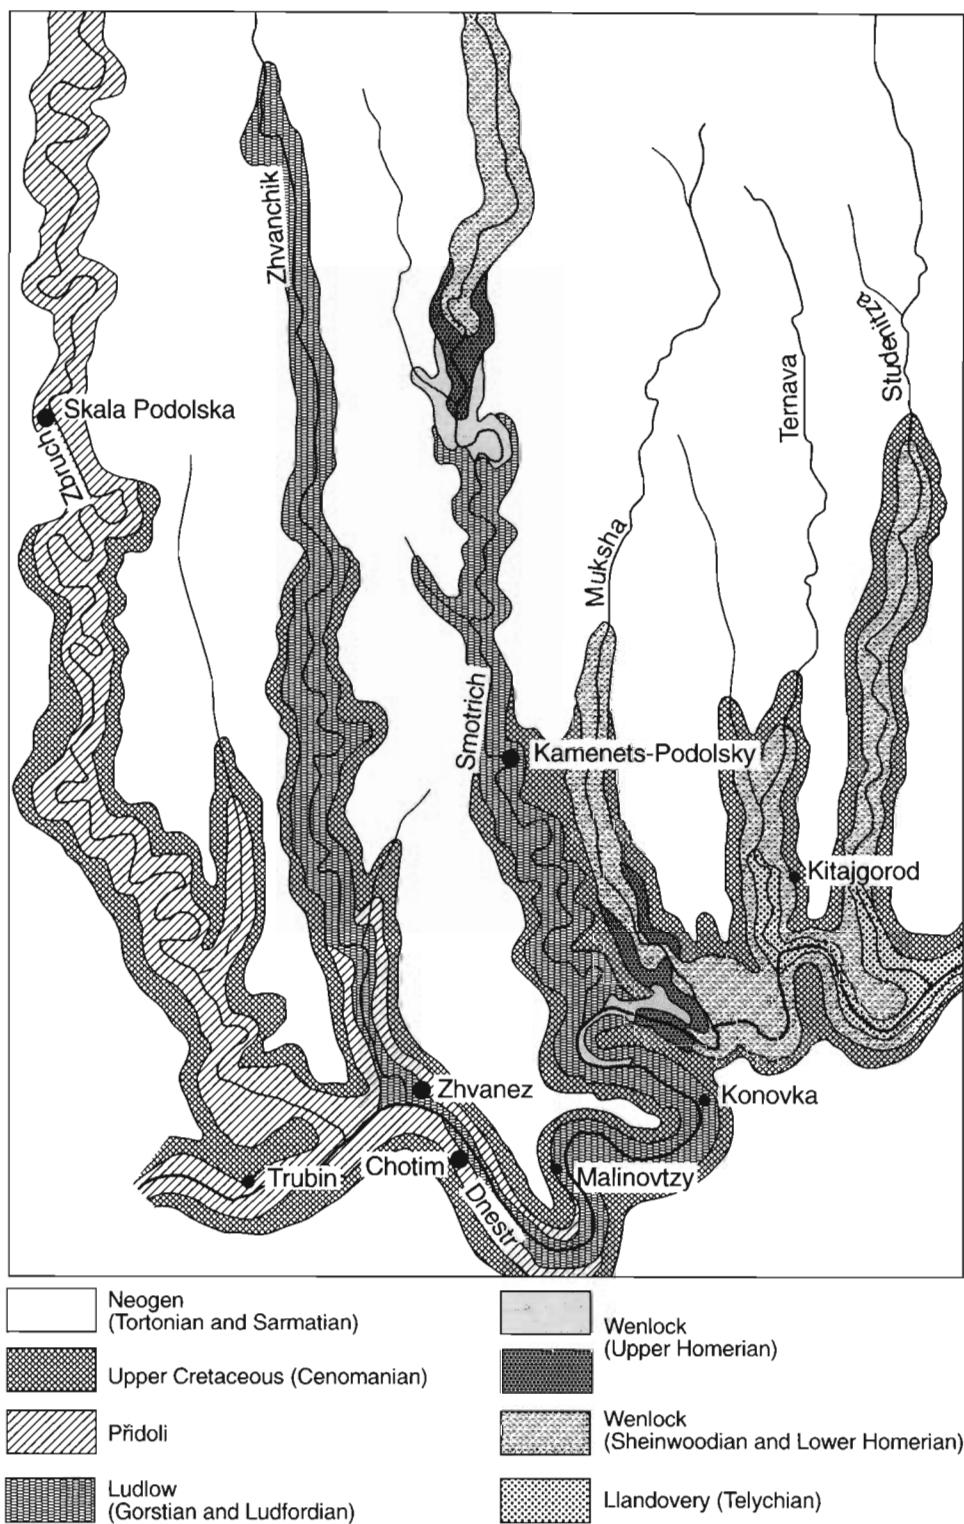 Zhvanchik
Studenitza
Ternava
Skala Podolska
Zbruch
Muksha
Smotrich
Kamenets-Podolsky
Kitajgorod
Zhvanez
Konovka
Chotim
Trubin
Malinovtzy
Dnestr
Neogen
(Tortonian and Sarmatian)
Upper Cretaceous (Cenomanian)
Přidoli
Ludlow
(Gorstian and Ludfordian)
Wenlock
(Upper Homerian)
Wenlock
(Sheinwoodian and Lower Homerian)
Llandovery (Telychian)